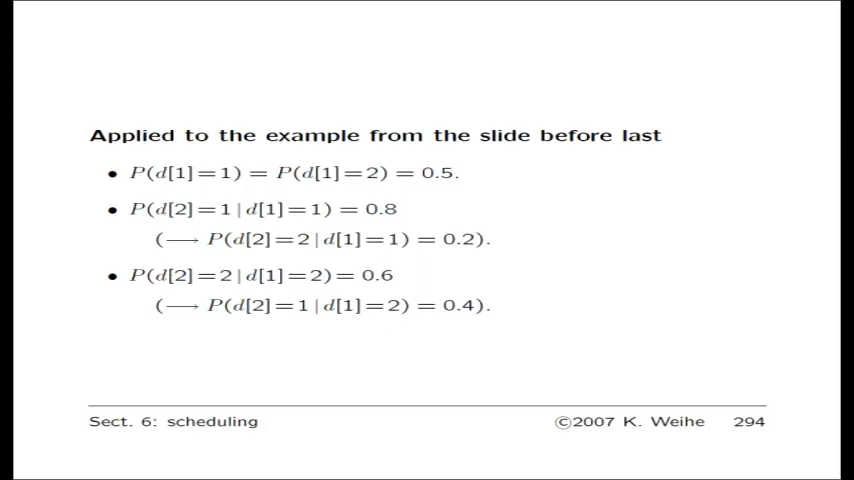 Applied to the example from the slide before last
• P(d[1]=1) = P(d[1]=2) = 0.5.
• P(d[2]=1|d[1]=1) = 0.8
(⟶ P(d[2]=2|d[1]=1) = 0.2).
• P(d[2]=2|d[1]=2) = 0.6
(⟶ P(d[2]=1|d[1]=2) = 0.4).
Sect. 6: scheduling ©2007 K. Weihe 294